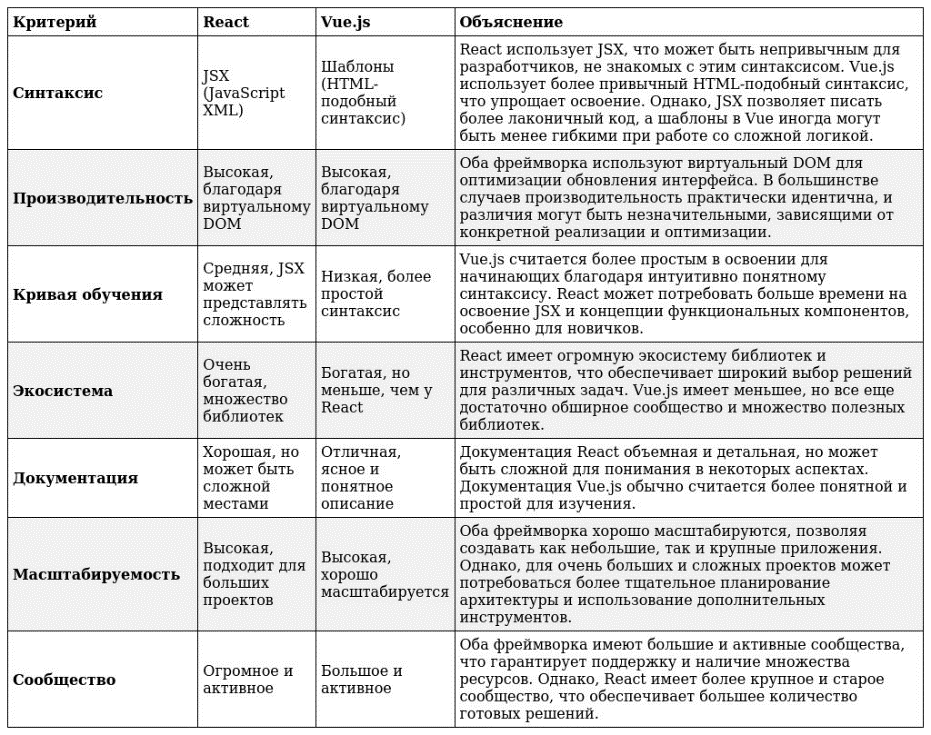 Критерий
React
Vue.js
Объяснение
Синтаксис
JSX
(JavaScript
XML)
Шаблоны
(HTML-
подобный
синтаксис)
React использует JSX, что может быть непривычным для
разработчиков, не знакомых с этим синтаксисом. Vue.js
использует более привычный HTML-подобный синтаксис,
что упрощает освоение. Однако, JSX позволяет писать
более лаконичный код, а шаблоны в Vue иногда могут
быть менее гибкими при работе со сложной логикой.
Производительность
Высокая,
благодаря
виртуальному
DOM
Высокая,
благодаря
виртуальному
DOM
Оба фреймворка используют виртуальный DOM для
оптимизации обновления интерфейса. В большинстве
случаев производительность практически идентична, и
различия могут быть незначительными, зависящими от
конкретной реализации и оптимизации.
Кривая обучения
Средняя, JSX
может
представлять
сложность
Низкая, более
простой
синтаксис
Vue.js считается более простым в освоении для
начинающих благодаря интуитивно понятному
синтаксису. React может потребовать больше времени на
освоение JSX и концепции функциональных компонентов,
особенно для новичков.
Экосистема
Очень
богатая,
множество
библиотек
Богатая, но
меньше, чем у
React
React имеет огромную экосистему библиотек и
инструментов, что обеспечивает широкий выбор решений
для различных задач. Vue.js имеет меньшее, но все еще
достаточно обширное сообщество и множество полезных
библиотек.
Документация
Хорошая, но
может быть
сложной
местами
Отличная,
ясное и
понятное
описание
Документация React объемная и детальная, но может
быть сложной для понимания в некоторых аспектах.
Документация Vue.js обычно считается более понятной и
простой для изучения.
Масштабируемость
Высокая,
подходит для
больших
проектов
Высокая,
хорошо
масштабируется
Оба фреймворка хорошо масштабируются, позволяя
создавать как небольшие, так и крупные приложения.
Однако, для очень больших и сложных проектов может
потребоваться более тщательное планирование
архитектуры и использование дополнительных
инструментов.
Сообщество
Огромное и
активное
Большое и
активное
Оба фреймворка имеют большие и активные сообщества,
что гарантирует поддержку и наличие множества
ресурсов. Однако, React имеет более крупное и старое
сообщество, что обеспечивает большее количество
готовых решений.